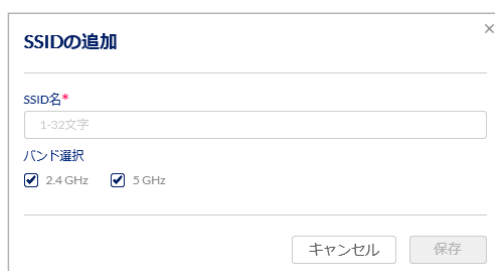 ×
SSIDの追加
SSID名*
1-32文字
バンド選択
2.4 GHz 5 GHz
キャンセル 保存